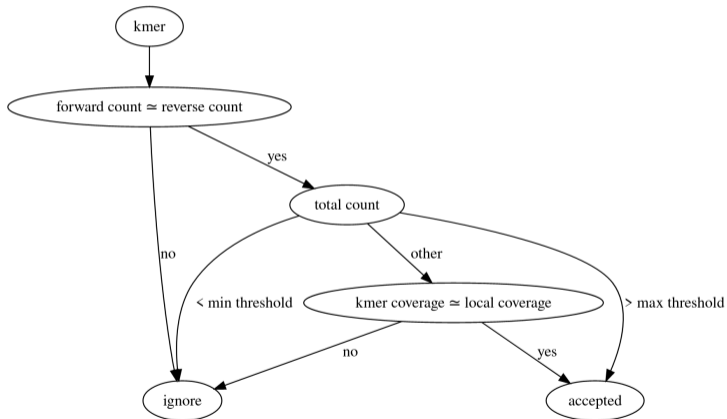 kmer
forward count ≃ reverse count
yes
total count
no
other
< min threshold
kmer coverage ≃ local coverage
> max threshold
no
yes
ignore
accepted